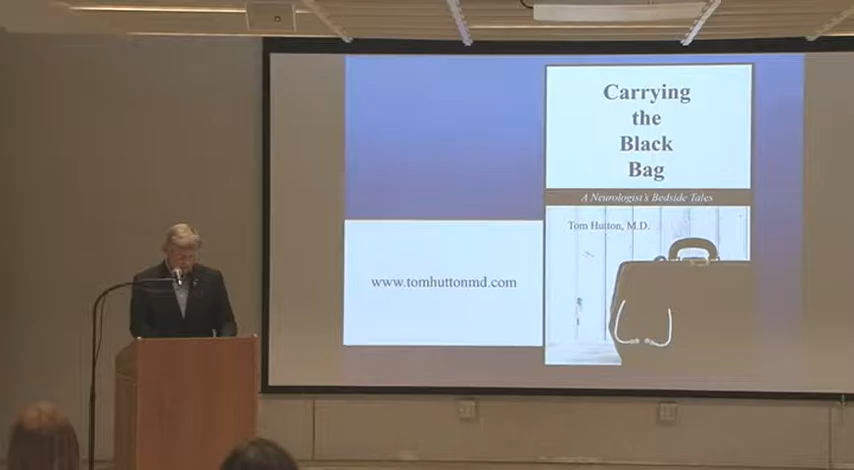 Carrying
the
Black
Bag
A Neurologist's Bedside Tales
Tom Hutton, M.D.
www.tomhuttonmd.com